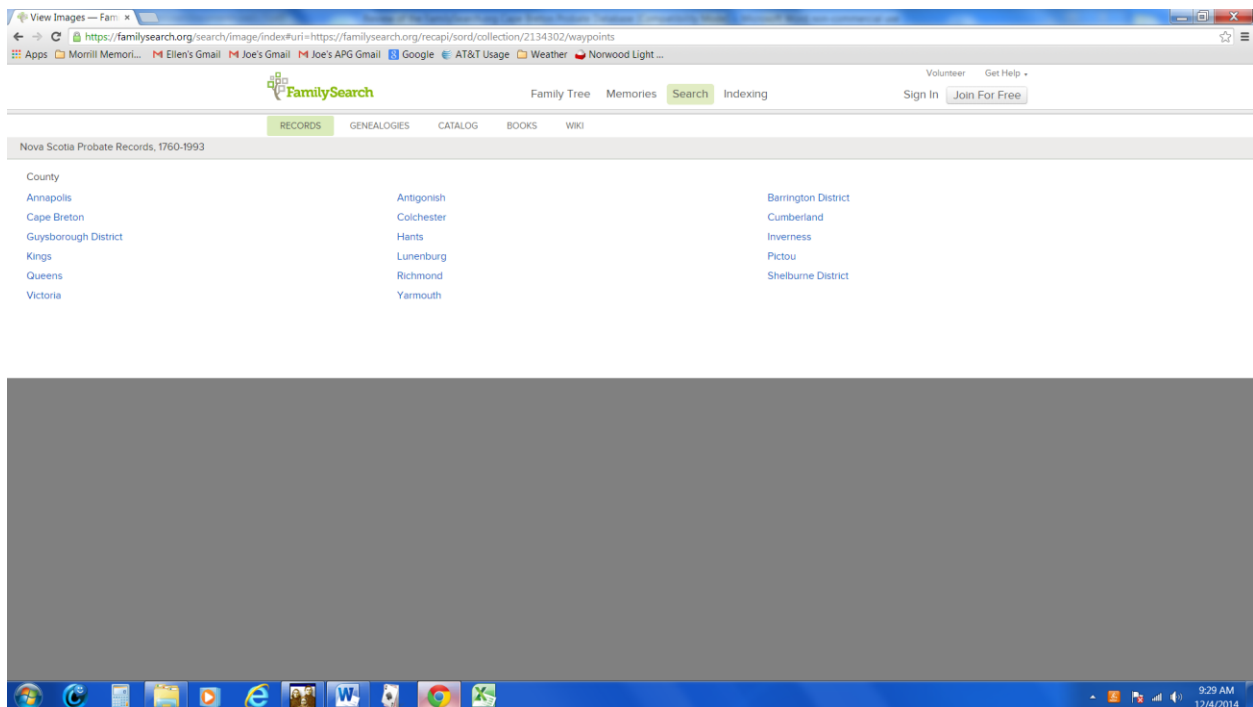 View Images — Fam
https://familysearch.org/search/image/index#uri=https://familysearch.org/recapi/sord/collection/2134302/waypoints
Apps Morrill Memori... Ellen's Gmail Joe's Gmail Joe's APG Gmail Google AT&T Usage Weather Norwood Light ...
Volunteer Get Help
FamilySearch Family Tree Memories Search Indexing Sign In Join For Free
RECORDS GENEALOGIES CATALOG BOOKS WIKI
Nova Scotia Probate Records, 1760-1993
County
Annapolis Antigonish Barrington District
Cape Breton Colchester Cumberland
Guysborough District Hants Inverness
Kings Lunenburg Pictou
Queens Richmond Shelburne District
Victoria Yarmouth
9:29 AM
12/4/2014